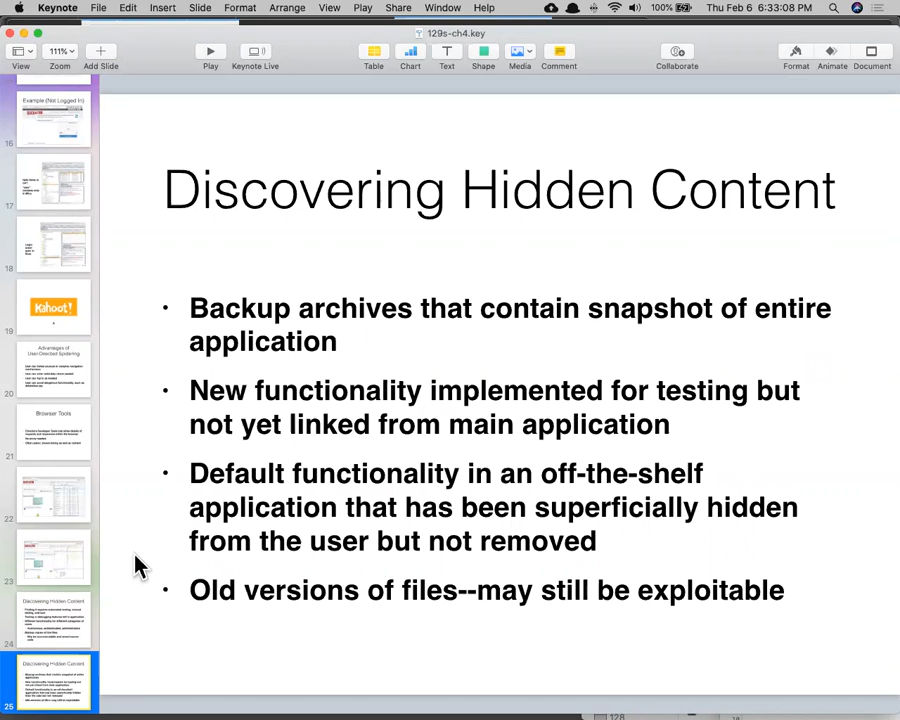 Keynote File Edit Insert Slide Format Arrange View Play Share Window Help 100% Thu Feb 6 6:33:08 PM
129s-ch4.key
111%
View Zoom Add Slide Play Keynote Live Table Chart Text Shape Media Comment Collaborate Format Animate Document
Example (Not Logged In)
16
17
18
Kahoot!
19
Advantages of
User-Directed Spidering
20
Browser Tools
21
22
23
Discovering Hidden Content
24
Discovering Hidden Content
25
Discovering Hidden Content
• Backup archives that contain snapshot of entire
application
• New functionality implemented for testing but
not yet linked from main application
• Default functionality in an off-the-shelf
application that has been superficially hidden
from the user but not removed
• Old versions of files--may still be exploitable
128